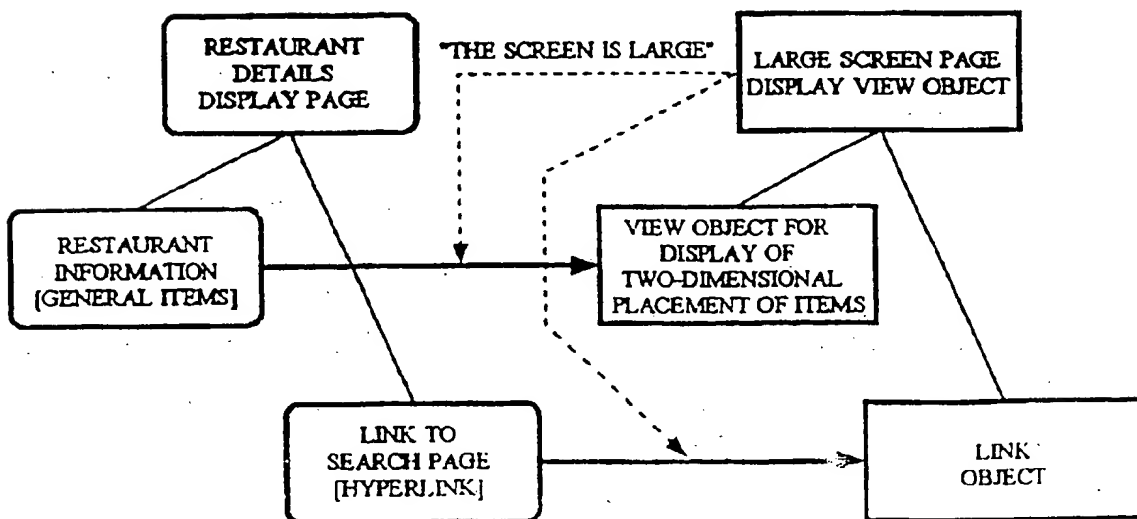 RESTAURANT
DETAILS
DISPLAY PAGE
"THE SCREEN IS LARGE"
LARGE SCREEN PAGE
DISPLAY VIEW OBJECT
RESTAURANT
INFORMATION
[GENERAL ITEMS]
VIEW OBJECT FOR
DISPLAY OF
TWO-DIMENSIONAL
PLACEMENT OF ITEMS
LINK TO
SEARCH PAGE
[HYPERLINK]
LINK
OBJECT